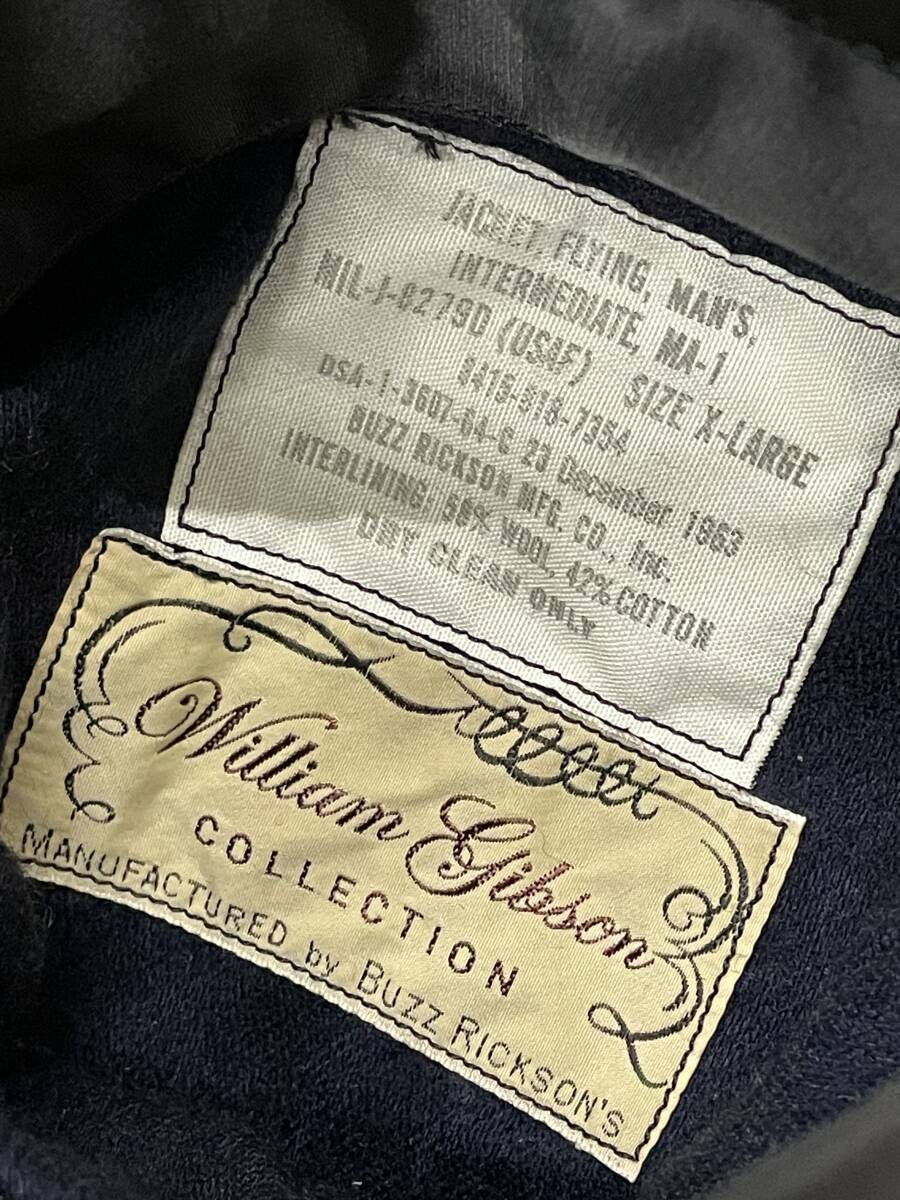 JACKET, FLYING, MAN'S,
INTERMEDIATE, MA-1
MIL-J-8279D (USAF) SIZE X-LARGE
8415-818-7354
DSA-1-3607-64-C 23 December 1963
BUZZ RICKSON MFG. CO., Inc.
INTERLINING: 58% WOOL, 42% COTTON
DRY CLEAN ONLY
William Gibson
COLLECTION
MANUFACTURED by BUZZ RICKSON'S